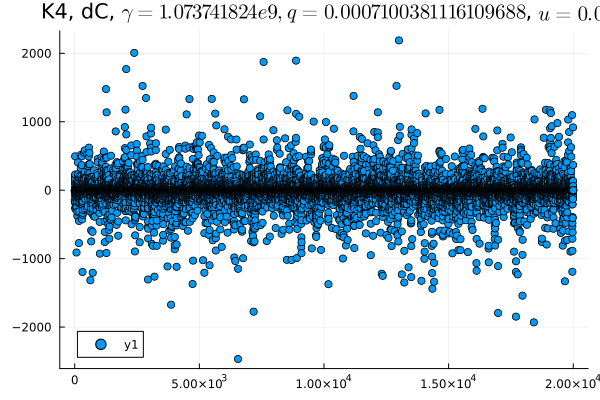 K4, dC, γ = 1.073741824e9, q = 0.0007100381116109688, u = 0.0
2000
1000
0
−1000
−2000
y1
0 5.00×10³ 1.00×10⁴ 1.50×10⁴ 2.00×10⁴